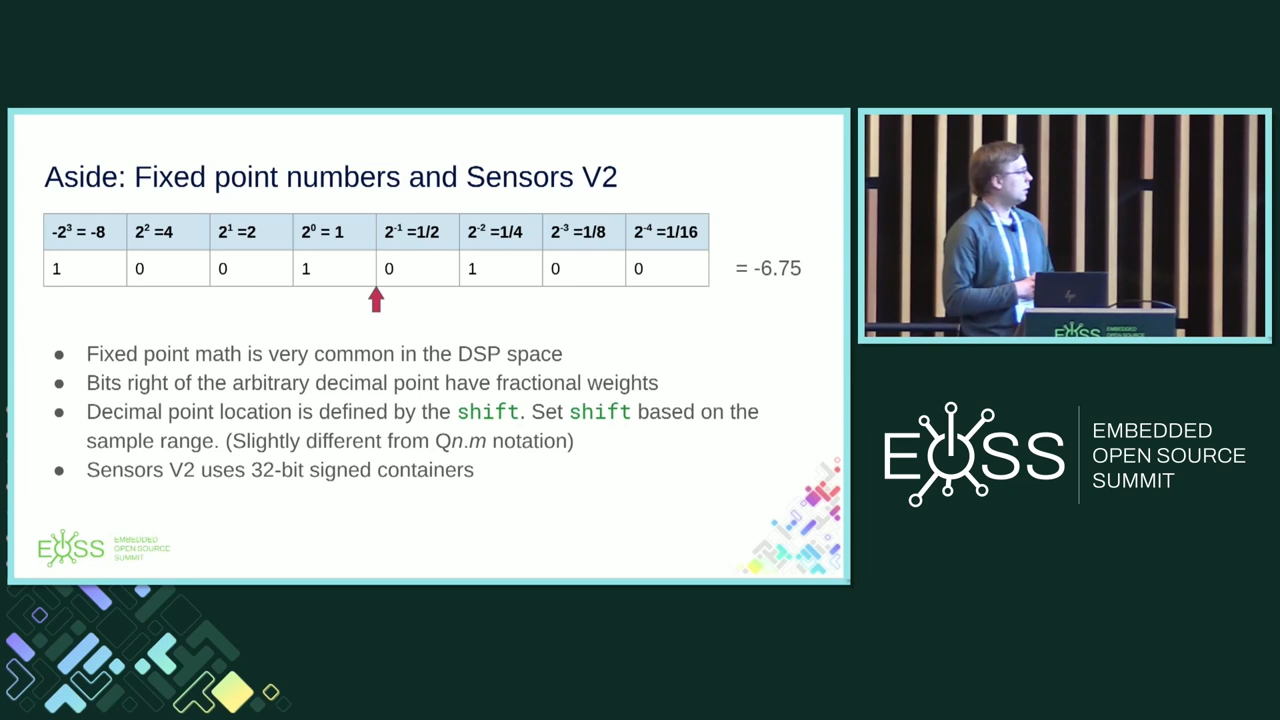 Aside: Fixed point numbers and Sensors V2
-2³ = -8 2² =4 2¹ =2 2⁰ = 1 2⁻¹ =1/2 2⁻² =1/4 2⁻³ =1/8 2⁻⁴ =1/16
1 0 0 1 0 1 0 0 = -6.75
● Fixed point math is very common in the DSP space
● Bits right of the arbitrary decimal point have fractional weights
● Decimal point location is defined by the shift. Set shift based on the
sample range. (Slightly different from Qn.m notation)
● Sensors V2 uses 32-bit signed containers
EOSS
EMBEDDED
OPEN SOURCE
SUMMIT
hp
EOSS
EMBEDDED
OPEN SOURCE
SUMMIT